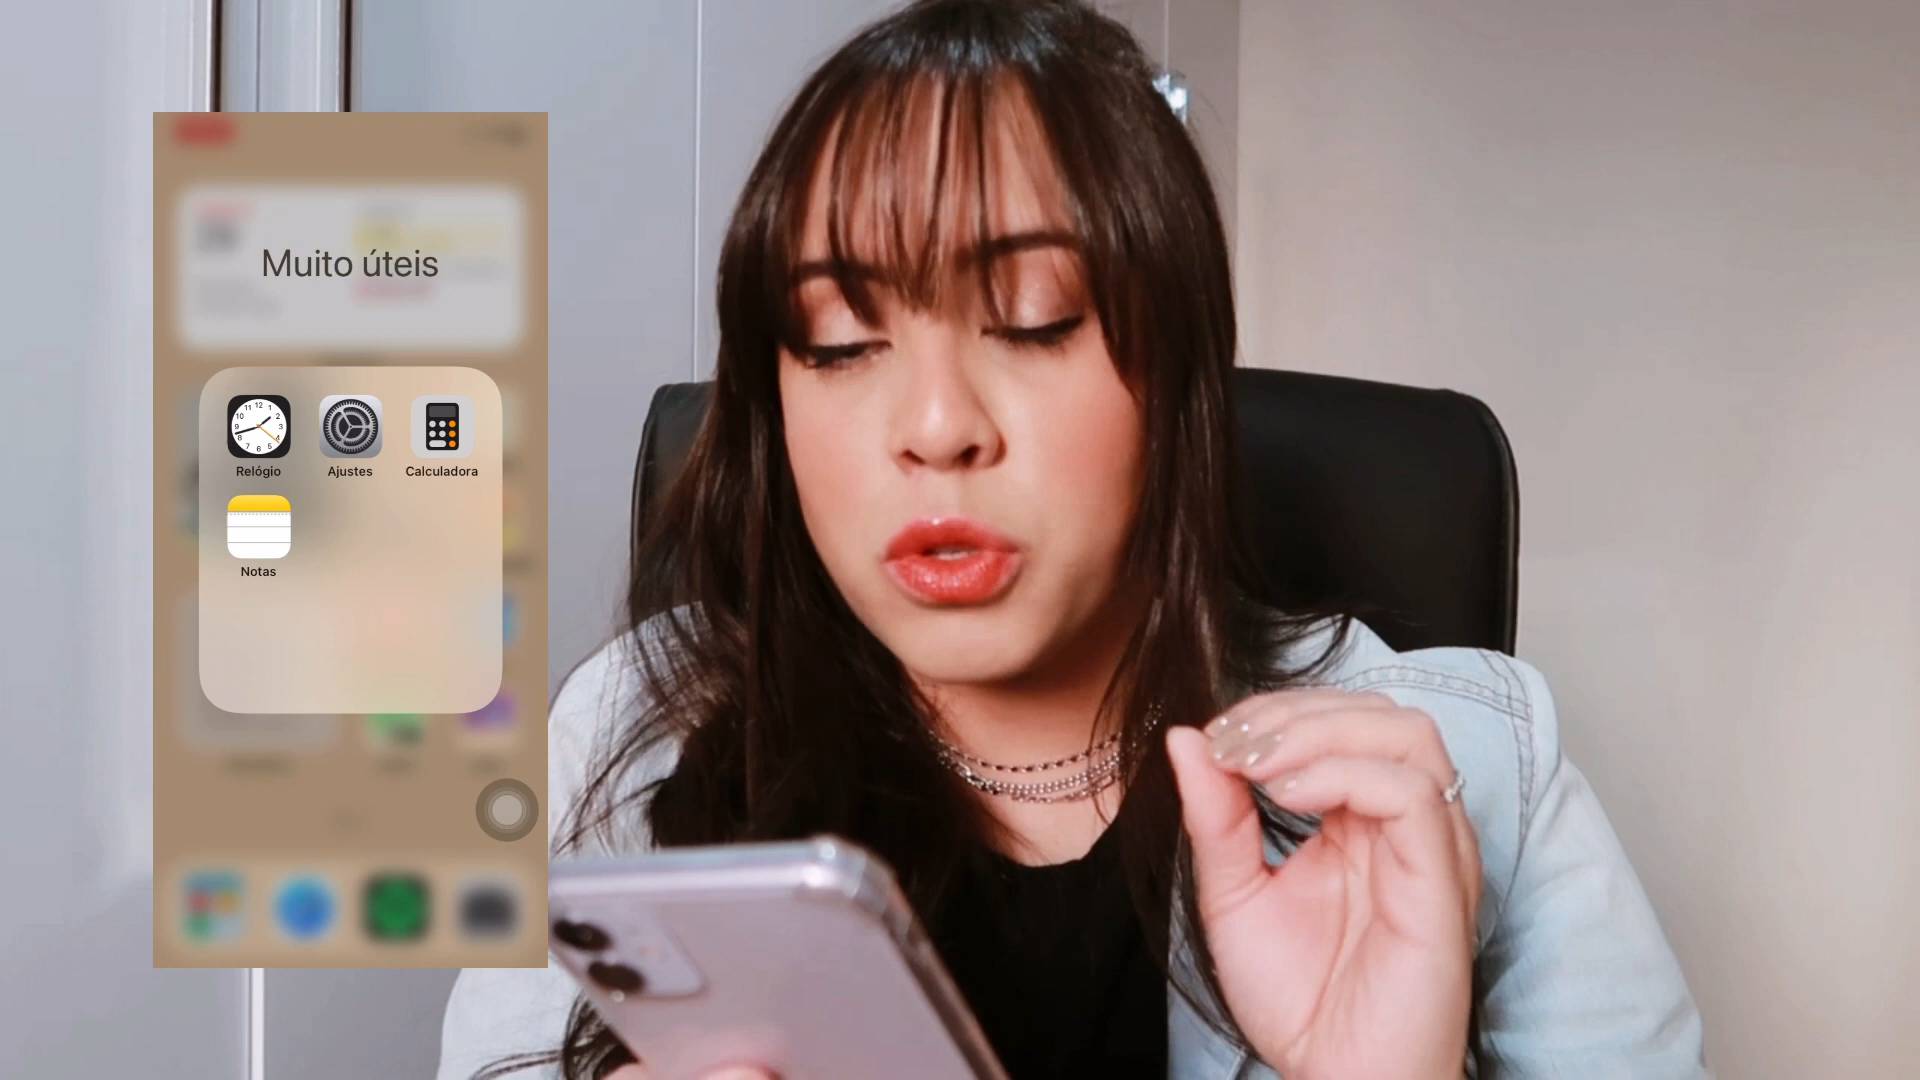 Muito úteis
Relógio
Ajustes
Calculadora
Notas